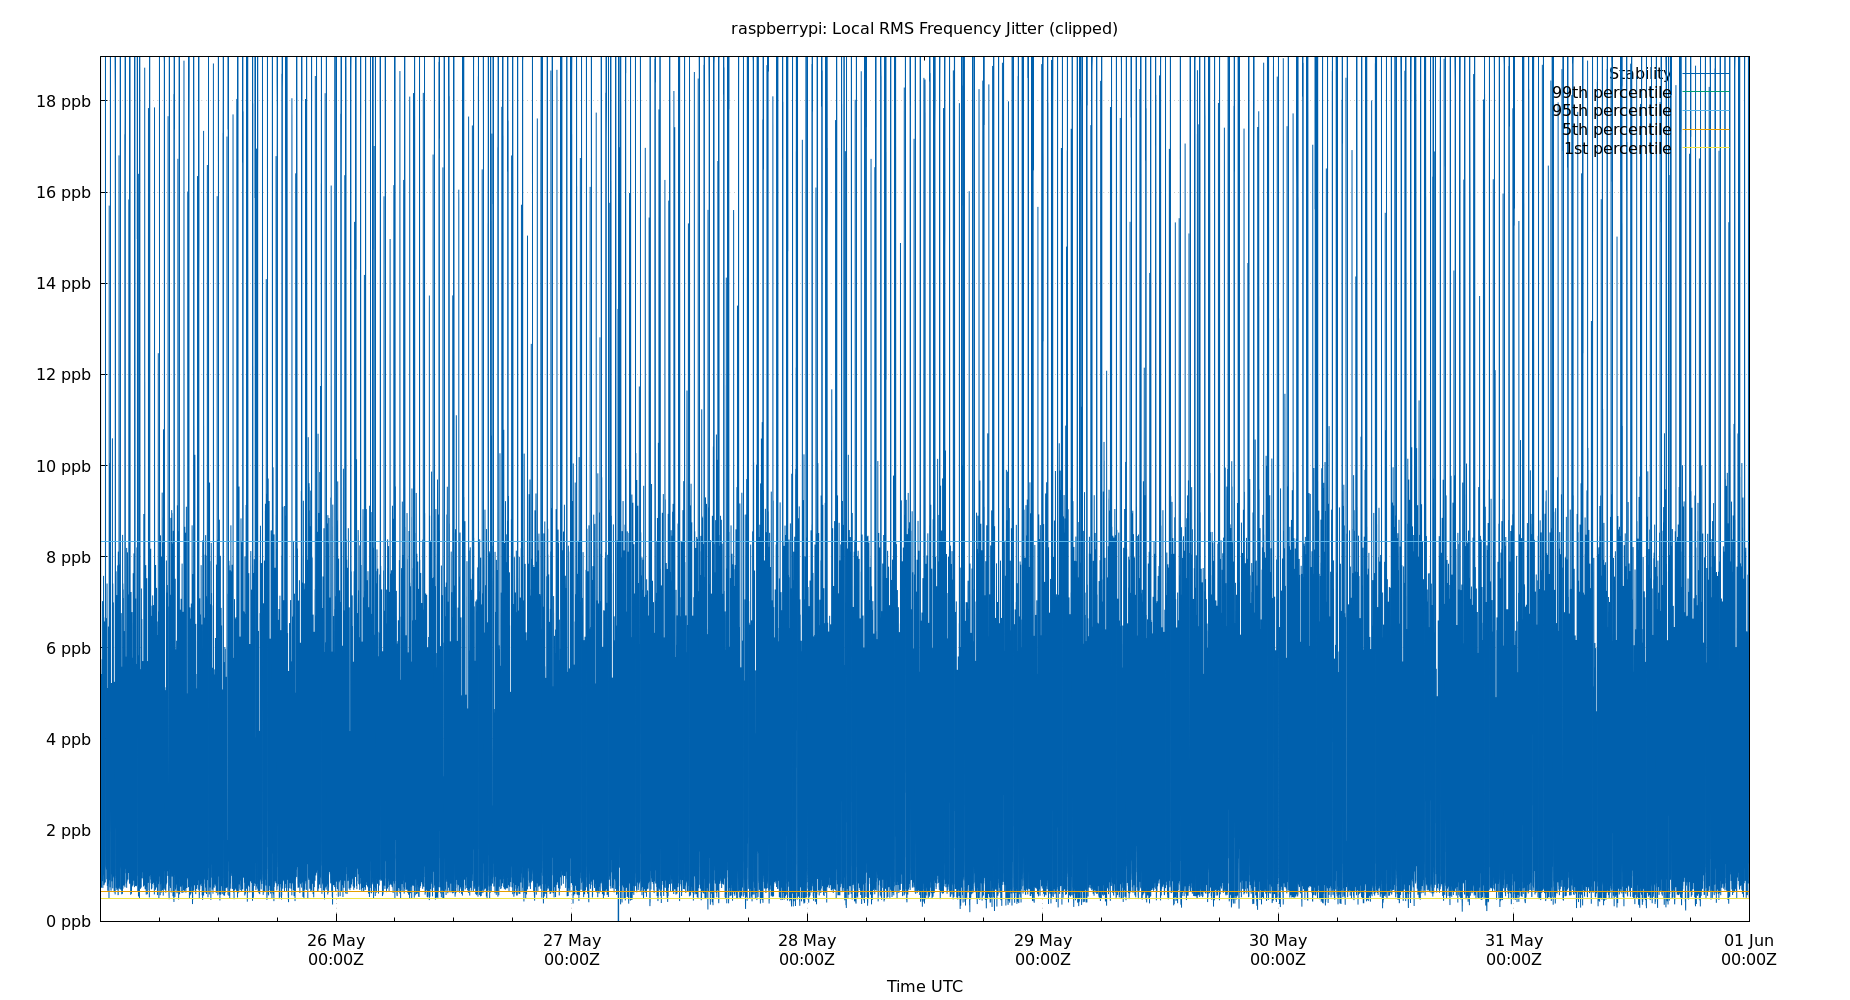 raspberrypi: Local RMS Frequency Jitter (clipped)
Stability
99th percentile
95th percentile
5th percentile
1st percentile
18 ppb
16 ppb
14 ppb
12 ppb
10 ppb
8 ppb
6 ppb
4 ppb
2 ppb
0 ppb
26 May 27 May 28 May 29 May 30 May 31 May 01 Jun
00:00Z 00:00Z 00:00Z 00:00Z 00:00Z 00:00Z 00:00Z
Time UTC